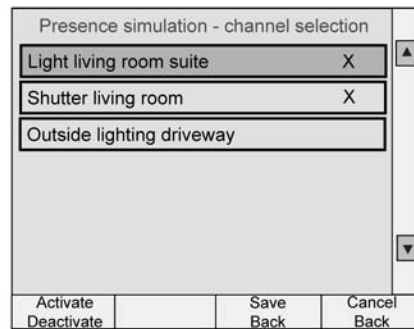 Presence simulation - channel selection
Light living room suite X
Shutter living room X
Outside lighting driveway
Activate Save Cancel
Deactivate Back Back